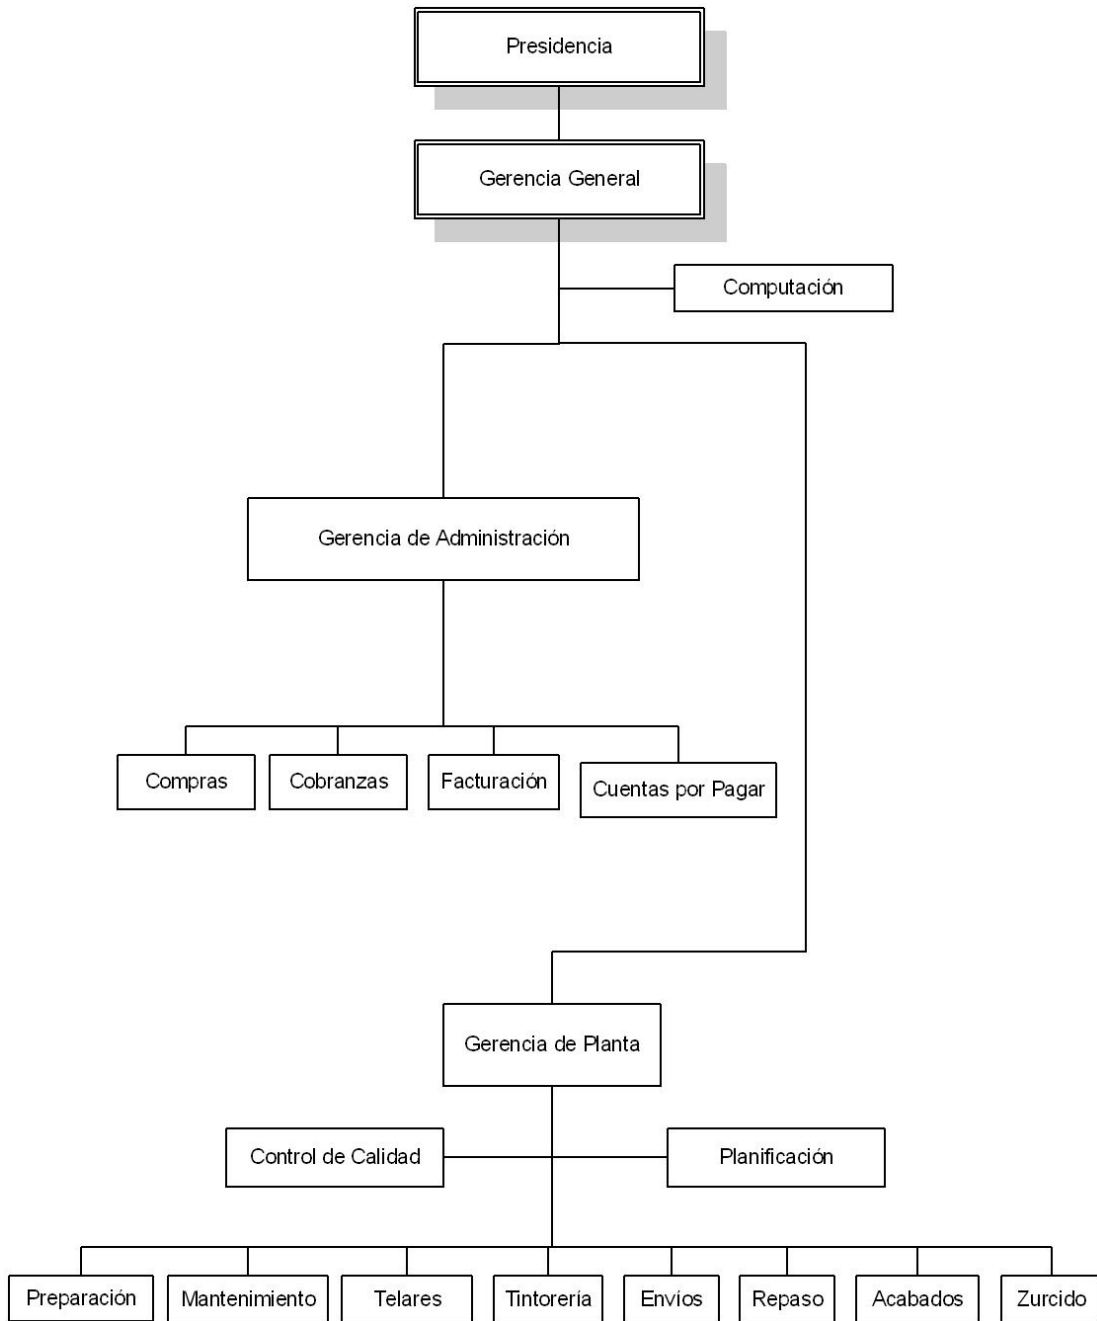 Presidencia
Gerencia General
Computación
Gerencia de Administración
Compras
Cobranzas
Facturación
Cuentas por Pagar
Gerencia de Planta
Control de Calidad
Planificación
Preparación
Mantenimiento
Telares
Tintorería
Envíos
Repaso
Acabados
Zurcido